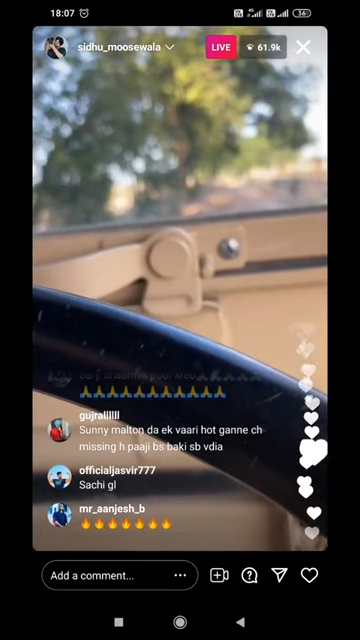 18:07
36
sidhu_moosewala
LIVE
61.9k
🙏🙏🙏🙏🙏🙏🙏🙏🙏🙏🙏
gujrallllll
Sunny malton da ek vaari hot ganne ch
missing h paaji bs baki sb vdia
officialjasvir777
Sachi gl
mr_aanjesh_b
🔥🔥🔥🔥🔥🔥🔥
Add a comment...